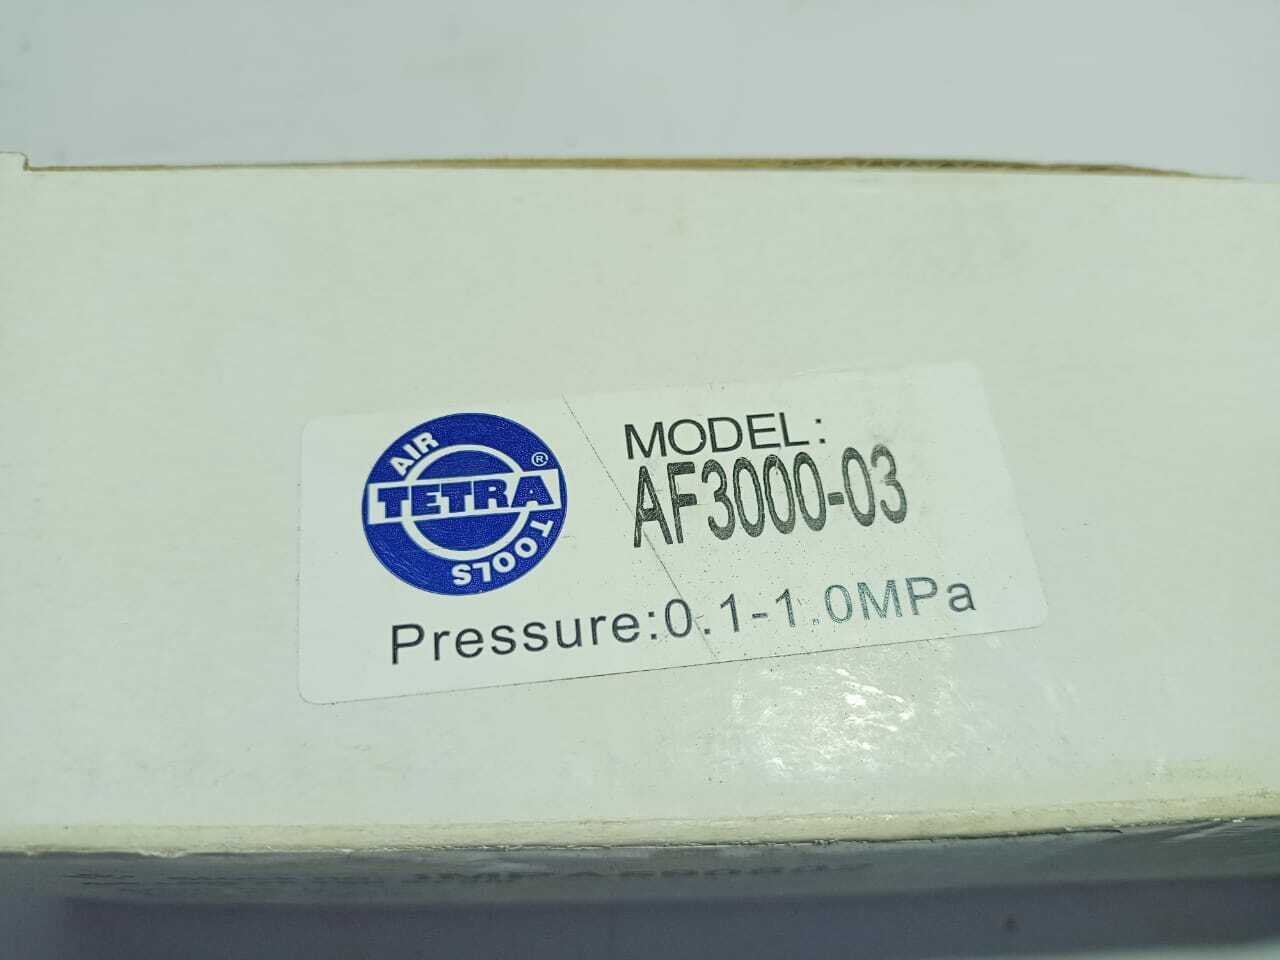 AIR
TETRA®
TOOLS
MODEL:
AF3000-03
Pressure:0.1-1.0MPa